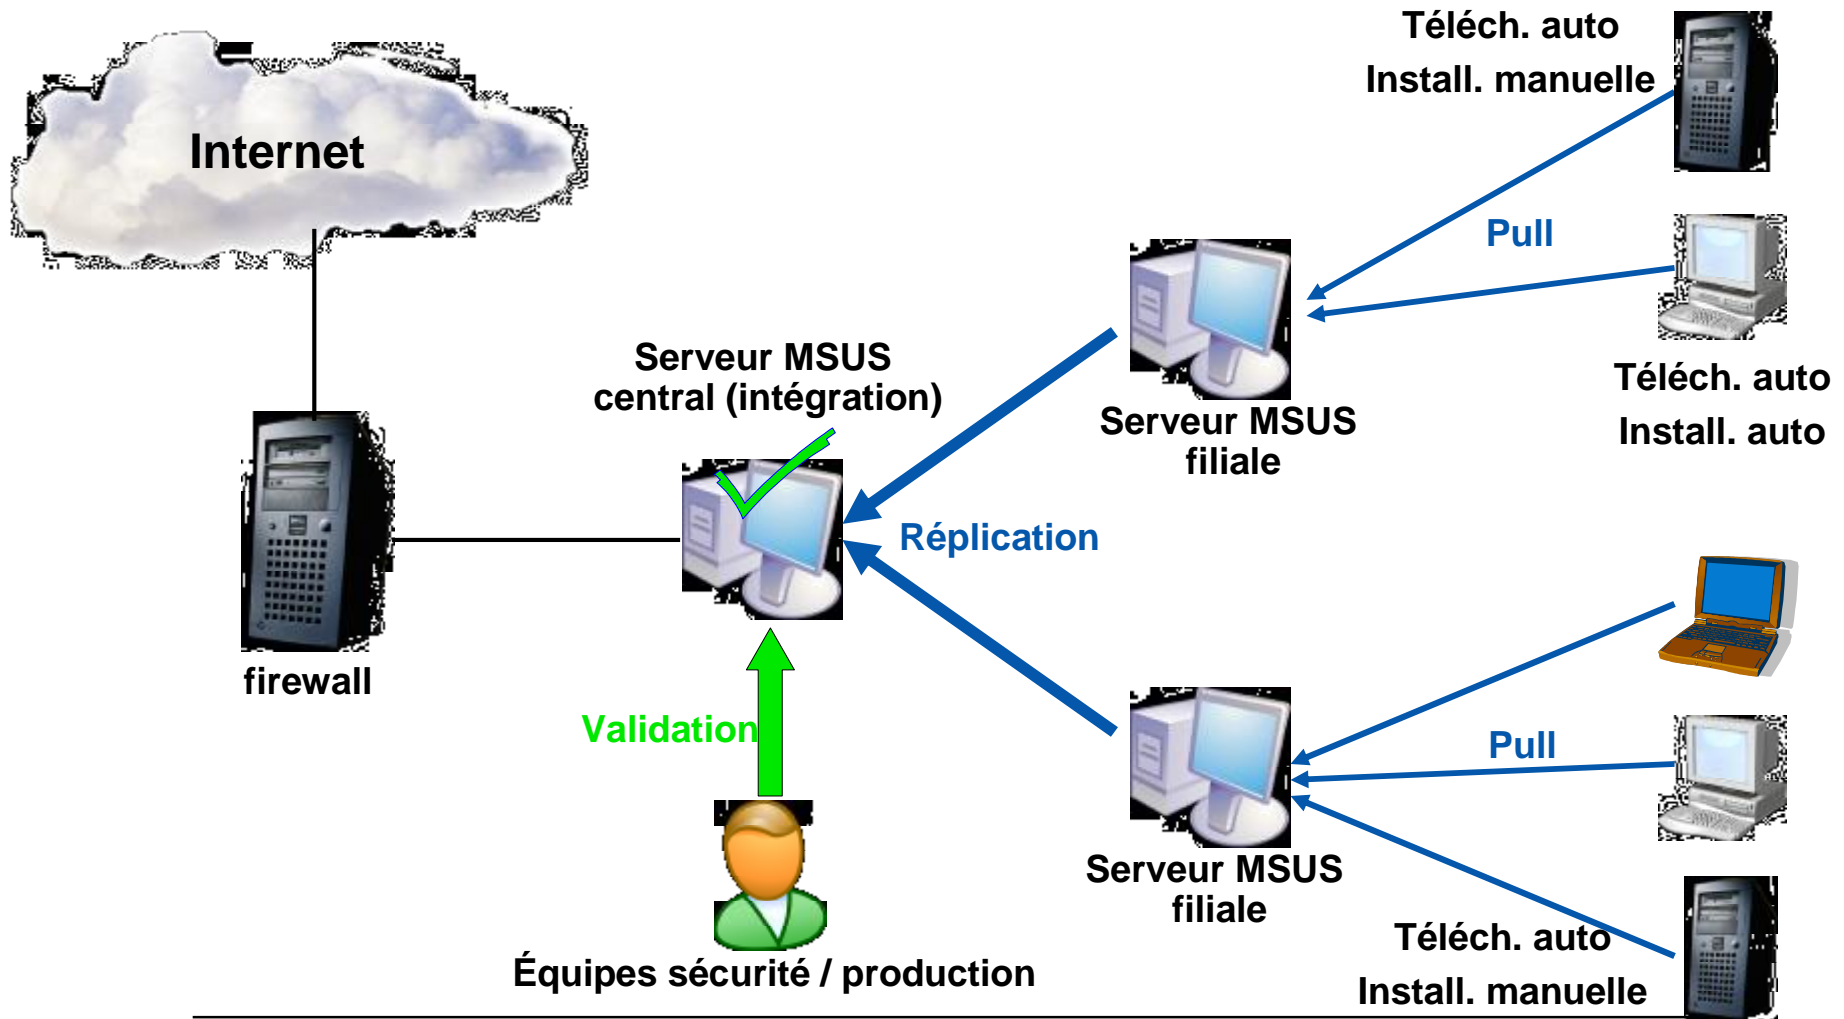 Téléch. auto
Install. manuelle
Internet
Pull
Serveur MSUS
central (intégration)
Téléch. auto
Install. auto
Serveur MSUS
filiale
Réplication
firewall
Validation
Pull
Serveur MSUS
filiale
Téléch. auto
Install. manuelle
Équipes sécurité / production